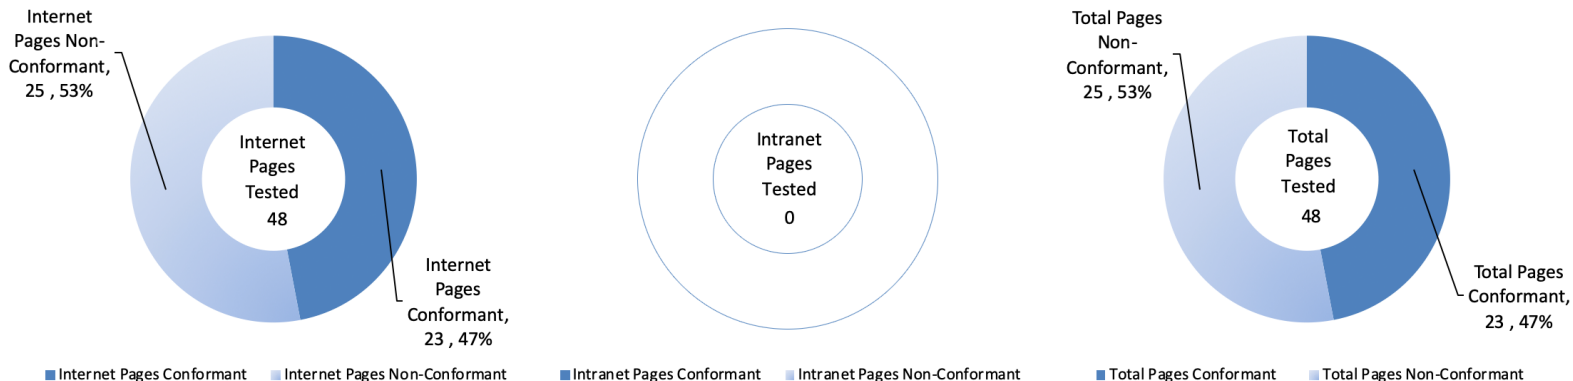 Internet
Pages Non-
Conformant,
25 , 53%
Internet
Pages
Tested
48
Internet
Pages
Conformant,
23 , 47%
Internet Pages Conformant
Internet Pages Non-Conformant
Intranet
Pages
Tested
0
Intranet Pages Conformant
Intranet Pages Non-Conformant
Total Pages
Non-
Conformant,
25 , 53%
Total
Pages
Tested
48
Total Pages
Conformant,
23 , 47%
Total Pages Conformant
Total Pages Non-Conformant